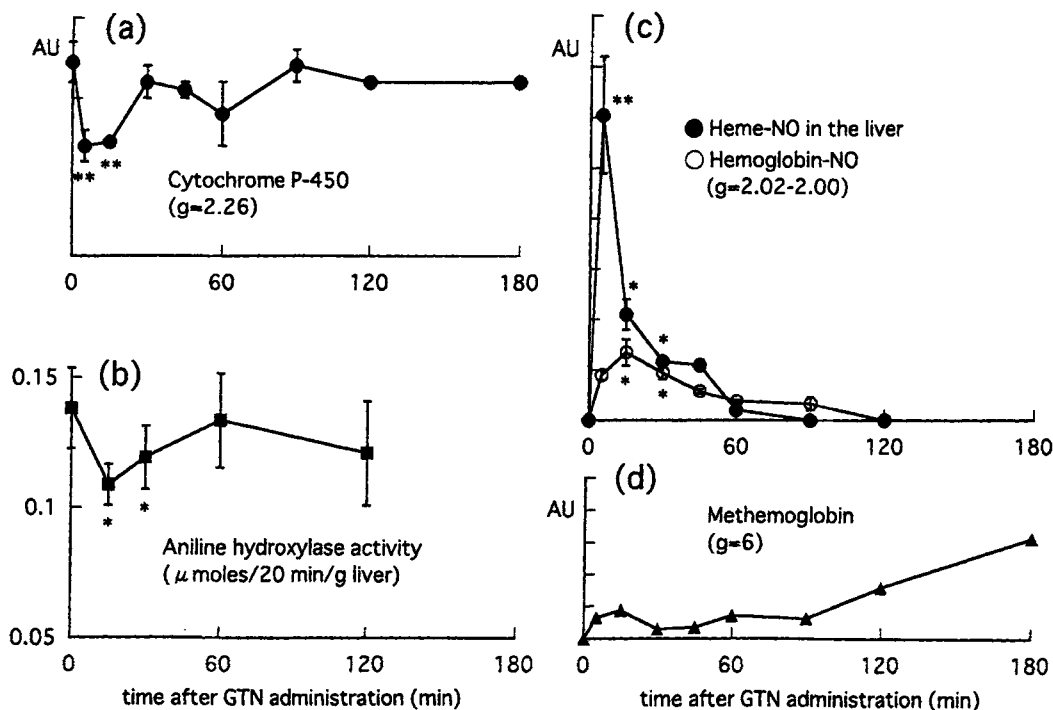 (a)
AU
**
**
Cytochrome P-450
(g=2.26)
0
60
120
180
(b)
0.15
0.1
0.05
*
*
Aniline hydroxylase activity
( μ moles/20 min/g liver)
0
60
120
180
time after GTN administration (min)
(c)
**
Heme-NO in the liver
Hemoglobin-NO
(g=2.02-2.00)
*
*
*
*
0
60
120
180
(d)
AU
Methemoglobin
(g=6)
0
60
120
180
time after GTN administration (min)